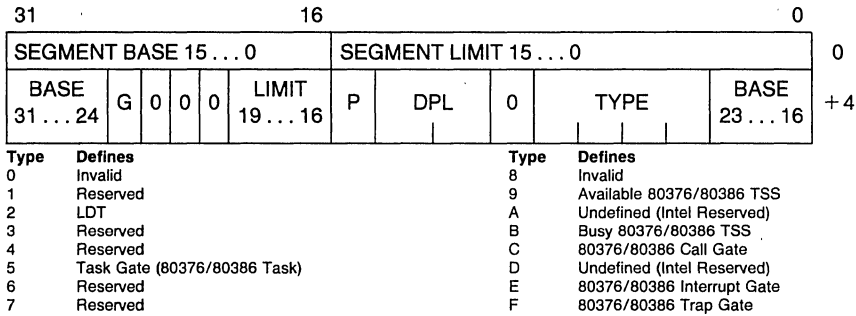 31 16 0
SEGMENT BASE 15...0 SEGMENT LIMIT 15...0 0
BASE 31...24 G 0 0 0 LIMIT 19...16 P DPL 0 TYPE BASE 23...16 +4
Type Defines Type Defines
0 Invalid 8 Invalid
1 Reserved 9 Available 80376/80386 TSS
2 LDT A Undefined (Intel Reserved)
3 Reserved B Busy 80376/80386 TSS
4 Reserved C 80376/80386 Call Gate
5 Task Gate (80376/80386 Task) D Undefined (Intel Reserved)
6 Reserved E 80376/80386 Interrupt Gate
7 Reserved F 80376/80386 Trap Gate